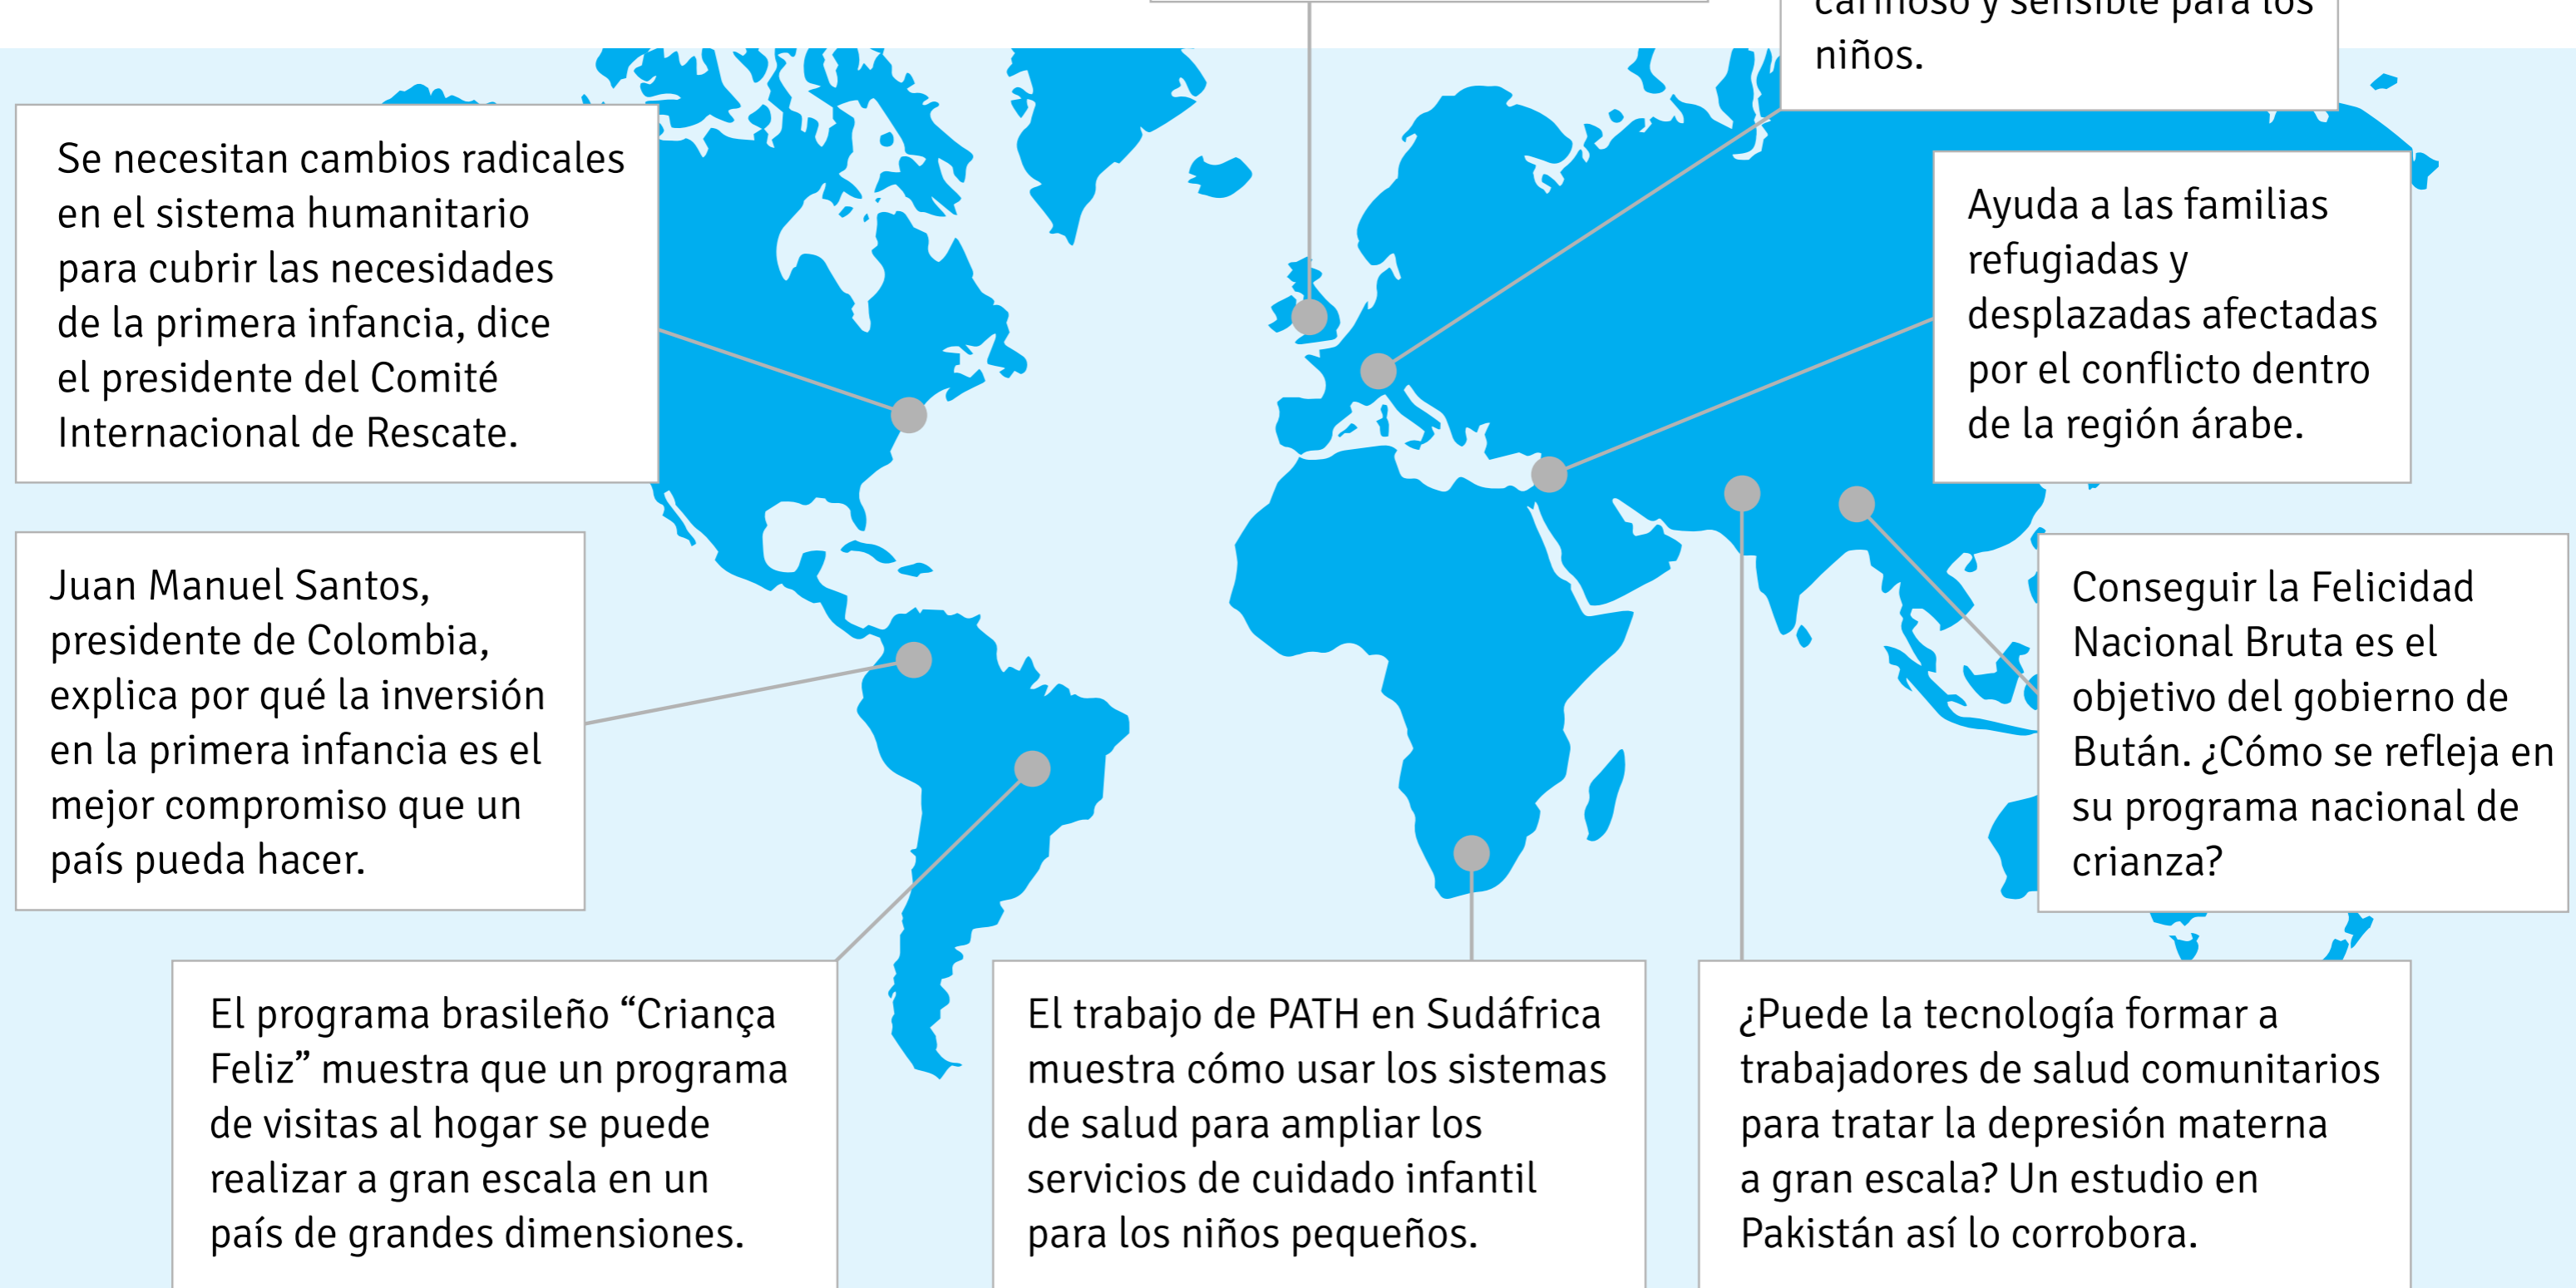 cariñoso y sensible para los
niños.
Se necesitan cambios radicales
en el sistema humanitario
para cubrir las necesidades
de la primera infancia, dice
el presidente del Comité
Internacional de Rescate.
Ayuda a las familias
refugiadas y
desplazadas afectadas
por el conflicto dentro
de la región árabe.
Juan Manuel Santos,
presidente de Colombia,
explica por qué la inversión
en la primera infancia es el
mejor compromiso que un
país pueda hacer.
Conseguir la Felicidad
Nacional Bruta es el
objetivo del gobierno de
Bután. ¿Cómo se refleja en
su programa nacional de
crianza?
El programa brasileño “Criança
Feliz” muestra que un programa
de visitas al hogar se puede
realizar a gran escala en un
país de grandes dimensiones.
El trabajo de PATH en Sudáfrica
muestra cómo usar los sistemas
de salud para ampliar los
servicios de cuidado infantil
para los niños pequeños.
¿Puede la tecnología formar a
trabajadores de salud comunitarios
para tratar la depresión materna
a gran escala? Un estudio en
Pakistán así lo corrobora.